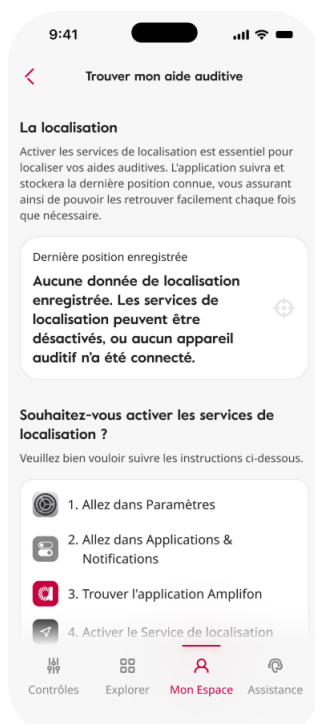 9:41
Trouver mon aide auditive
La localisation
Activer les services de localisation est essentiel pour
localiser vos aides auditives. L'application suivra et
stockera la dernière position connue, vous assurant
ainsi de pouvoir les retrouver facilement chaque fois
que nécessaire.
Dernière position enregistrée
Aucune donnée de localisation
enregistrée. Les services de
localisation peuvent être
désactivés, ou aucun appareil
auditif n'a été connecté.
Souhaitez-vous activer les services de
localisation ?
Veuillez bien vouloir suivre les instructions ci-dessous.
1. Allez dans Paramètres
2. Allez dans Applications &
Notifications
3. Trouver l'application Amplifon
4. Activer le Service de localisation
Contrôles Explorer Mon Espace Assistance